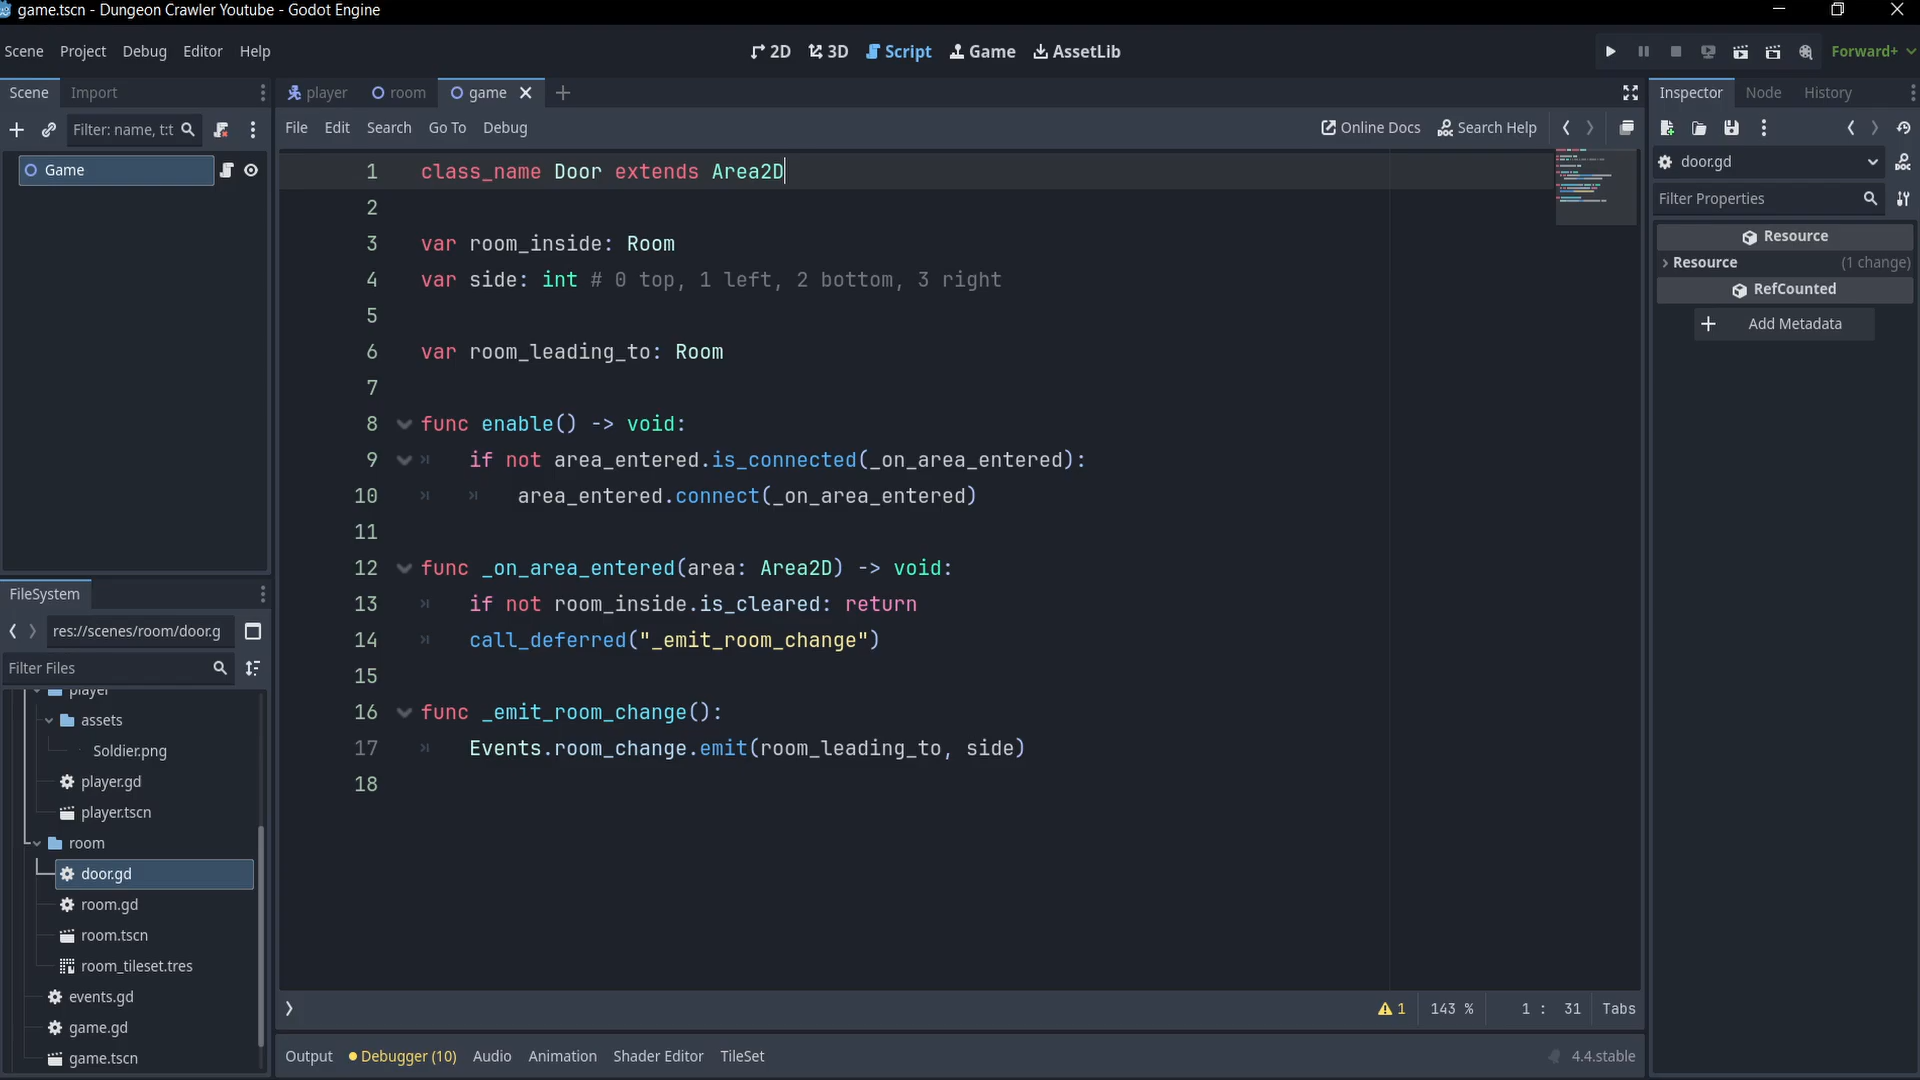 game.tscn - Dungeon Crawler Youtube - Godot Engine
Scene Project Debug Editor Help
2D 3D Script Game AssetLib
Forward+
Scene Import
player room game
Inspector Node History
Filter: name, t:t
File Edit Search Go To Debug
Online Docs Search Help
Game
door.gd
Filter Properties
Resource
Resource (1 change)
RefCounted
Add Metadata
1 class_name Door extends Area2D
2
3 var room_inside: Room
4 var side: int # 0 top, 1 left, 2 bottom, 3 right
5
6 var room_leading_to: Room
7
8 func enable() -> void:
9 if not area_entered.is_connected(_on_area_entered):
10 area_entered.connect(_on_area_entered)
11
12 func _on_area_entered(area: Area2D) -> void:
13 if not room_inside.is_cleared: return
14 call_deferred("_emit_room_change")
15
16 func _emit_room_change():
17 Events.room_change.emit(room_leading_to, side)
18
FileSystem
res://scenes/room/door.g
Filter Files
player
assets
Soldier.png
player.gd
player.tscn
room
door.gd
room.gd
room.tscn
room_tileset.tres
events.gd
game.gd
game.tscn
1 143 % 1 : 31 Tabs
Output Debugger (10) Audio Animation Shader Editor TileSet
4.4.stable